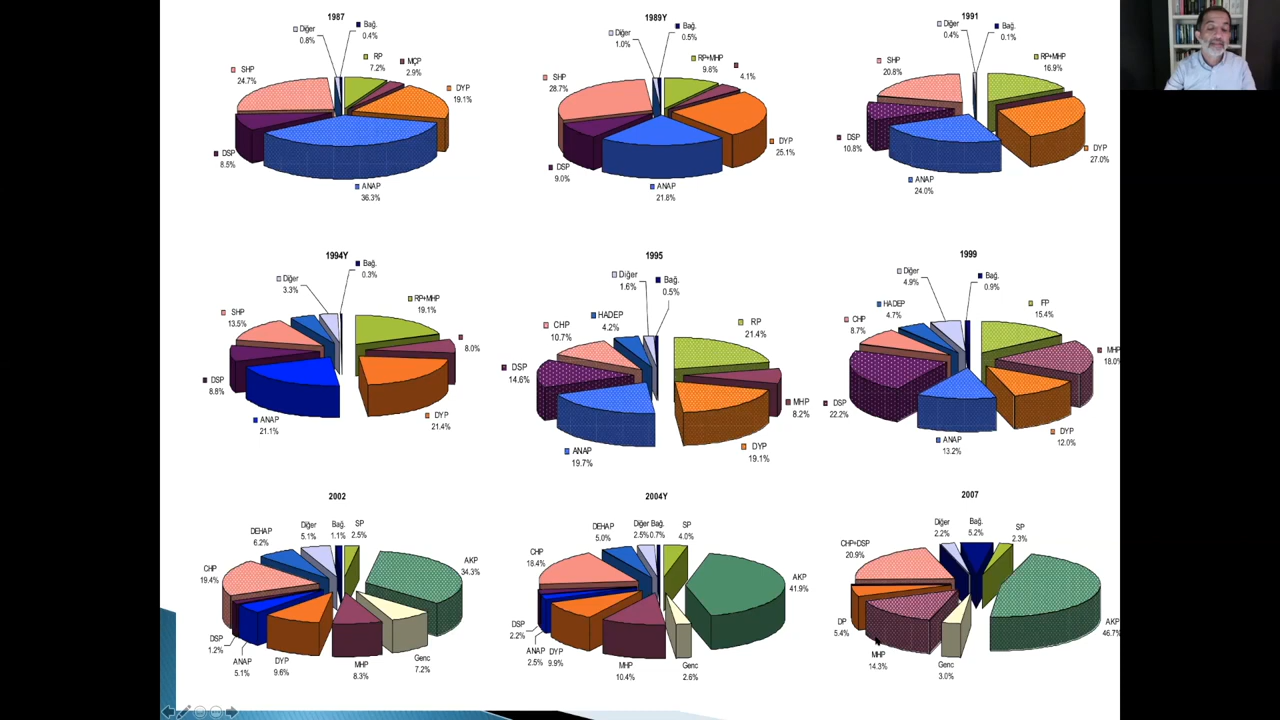 1987
Diğer
0.8%
Bağ.
0.4%
RP
7.2%
MÇP
2.9%
SHP
24.7%
DYP
19.1%
DSP
8.5%
ANAP
36.3%
1989Y
Diğer
1.0%
Bağ.
0.5%
RP+MHP
9.8%
4.1%
SHP
28.7%
DYP
25.1%
DSP
9.0%
ANAP
21.8%
1991
Diğer
0.4%
Bağ.
0.1%
RP+MHP
16.9%
SHP
20.8%
DSP
10.8%
DYP
27.0%
ANAP
24.0%
1994Y
Diğer
3.3%
Bağ.
0.3%
RP+MHP
19.1%
SHP
13.5%
8.0%
DSP
8.8%
ANAP
21.1%
DYP
21.4%
1995
Diğer
1.6%
Bağ.
0.5%
HADEP
4.2%
CHP
10.7%
RP
21.4%
DSP
14.6%
MHP
8.2%
ANAP
19.7%
DYP
19.1%
1999
Diğer
4.9%
Bağ.
0.9%
HADEP
4.7%
FP
15.4%
CHP
8.7%
MHP
18.0%
DSP
22.2%
DYP
12.0%
ANAP
13.2%
2002
DEHAP
6.2%
Diğer
5.1%
Bağ.
1.1%
SP
2.5%
CHP
19.4%
AKP
34.3%
DSP
1.2%
ANAP
5.1%
DYP
9.6%
MHP
8.3%
Genc
7.2%
2004Y
DEHAP
5.0%
Diğer Bağ.
2.5% 0.7%
SP
4.0%
CHP
18.4%
AKP
41.9%
DSP
2.2%
ANAP DYP
2.5% 9.9%
MHP
10.4%
Genc
2.6%
2007
Diğer
2.2%
Bağ.
5.2%
SP
2.3%
CHP+DSP
20.9%
DP
5.4%
AKP
46.7%
MHP
14.3%
Genc
3.0%